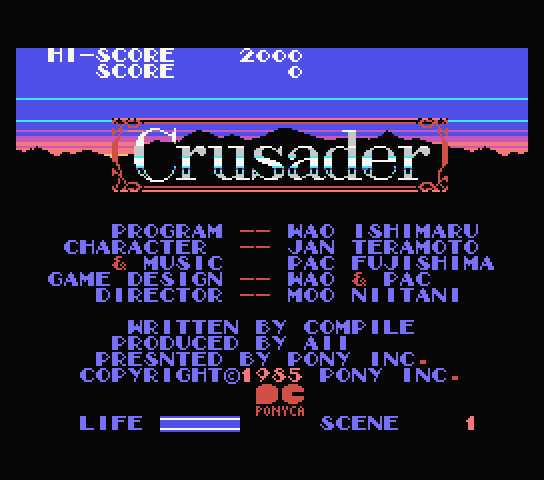 HI-SCORE 2000
SCORE 0
Crusader
PROGRAM -- WAO ISHIMARU
CHARACTER -- JAN TERAMOTO
& MUSIC PAC FUJISHIMA
GAME DESIGN -- WAO & PAC
DIRECTOR -- MOO NIITANI
WRITTEN BY COMPILE
PRODUCED BY AII
PRESNTED BY PONY INC.
COPYRIGHT©1985 PONY INC.
PONYCA
LIFE SCENE 1